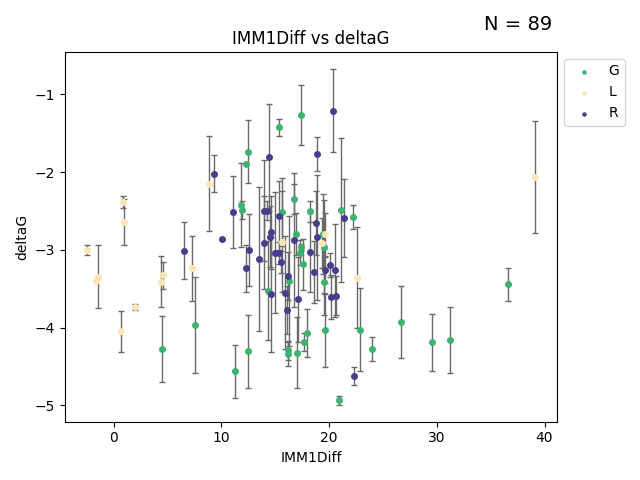 N = 89
IMM1Diff vs deltaG
G
L
R
−1
−2
−3
−4
−5
deltaG
0 10 20 30 40
IMM1Diff